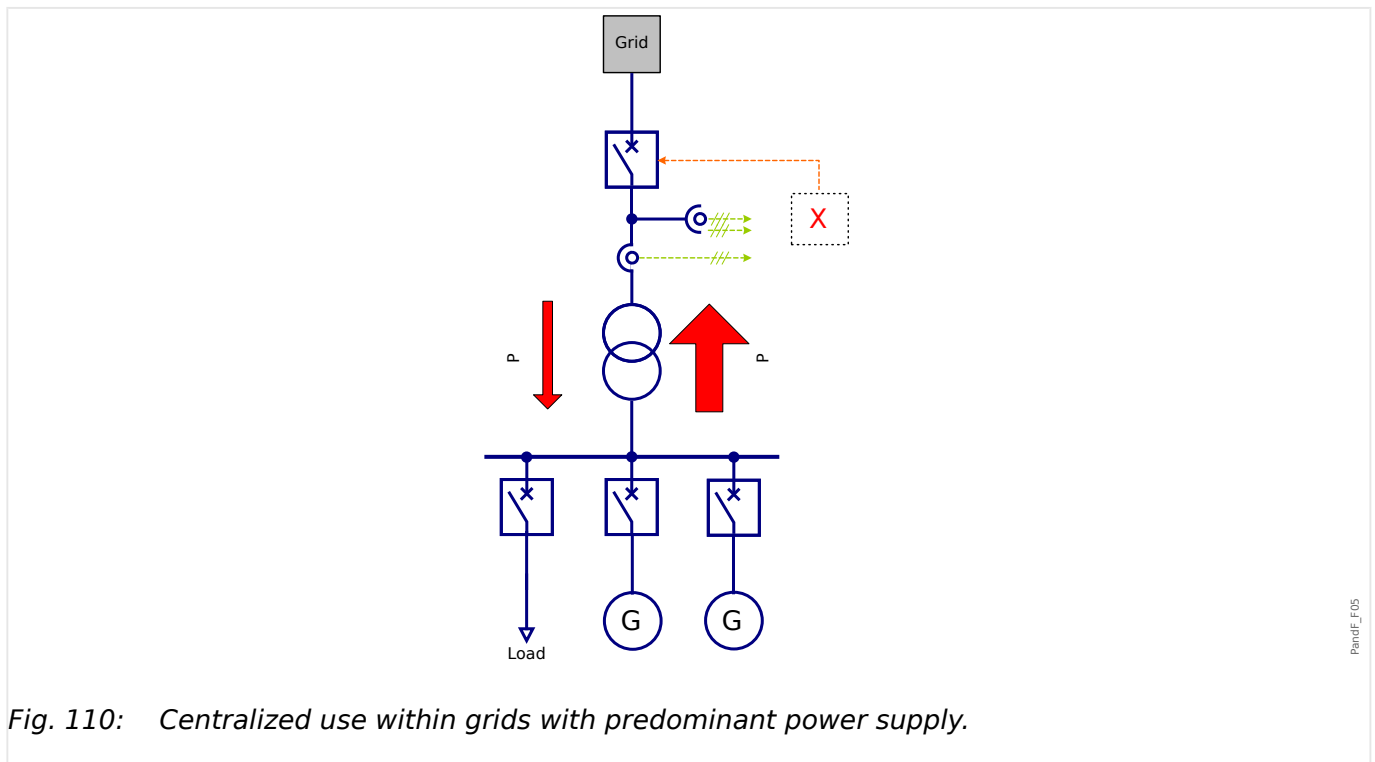 Grid
X
P
P
G
G
Load
PandF_F05
Fig. 110: Centralized use within grids with predominant power supply.